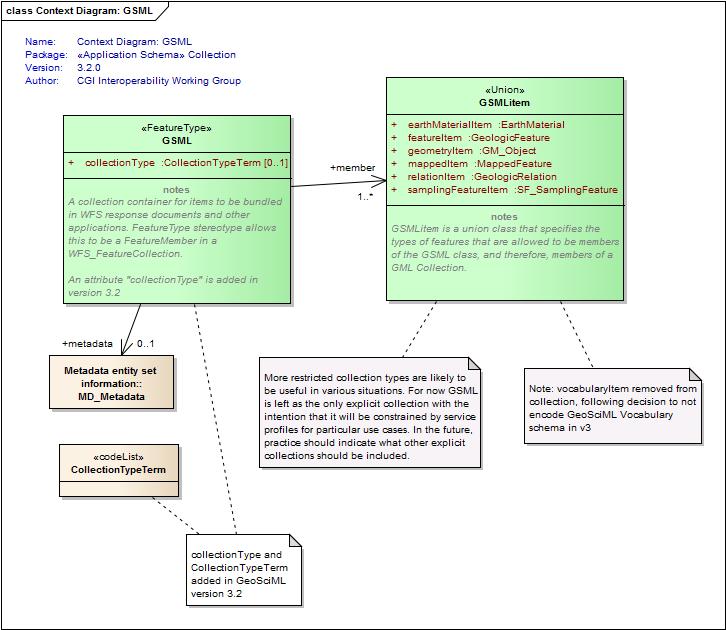 class Context Diagram: GSML
Name: Context Diagram: GSML
Package: «Application Schema» Collection
Version: 3.2.0
Author: CGI Interoperability Working Group
«FeatureType»
GSML
+ collectionType :CollectionTypeTerm [0..1]
notes
A collection container for items to be bundled
in WFS response documents and other
applications. FeatureType stereotype allows
this to be a FeatureMember in a
WFS_FeatureCollection.
An attribute "collectionType" is added in
version 3.2
+member
1..*
«Union»
GSMLitem
+ earthMaterialItem :EarthMaterial
+ featureItem :GeologicFeature
+ geometryItem :GM_Object
+ mappedItem :MappedFeature
+ relationItem :GeologicRelation
+ samplingFeatureItem :SF_SamplingFeature
notes
GSMLitem is a union class that specifies the
types of features that are allowed to be members
of the GSML class, and therefore, members of a
GML Collection.
+metadata 0..1
Metadata entity set
information::
MD_Metadata
More restricted collection types are likely to
be useful in various situations. For now GSML
is left as the only explicit collection with the
intention that it will be constrained by service
profiles for particular use cases. In the future,
practice should indicate what other explicit
collections should be included.
Note: vocabularyItem removed from
collection, following decision to not
encode GeoSciML Vocabulary
schema in v3
«codeList»
CollectionTypeTerm
collectionType and
CollectionTypeTerm
added in GeoSciML
version 3.2